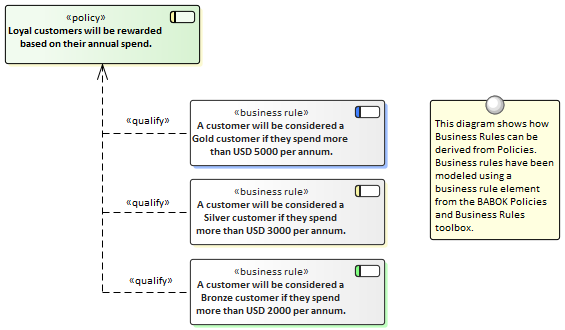 «policy»
Loyal customers will be rewarded
based on their annual spend.
«qualify»
«business rule»
A customer will be considered a
Gold customer if they spend more
than USD 5000 per annum.
«qualify»
«business rule»
A customer will be considered a
Silver customer if they spend
more than USD 3000 per annum.
«qualify»
«business rule»
A customer will be considered a
Bronze customer if they spend
more than USD 2000 per annum.
This diagram shows how
Business Rules can be
derived from Policies.
Business rules have been
modeled using a
business rule element
from the BABOK Policies
and Business Rules
toolbox.